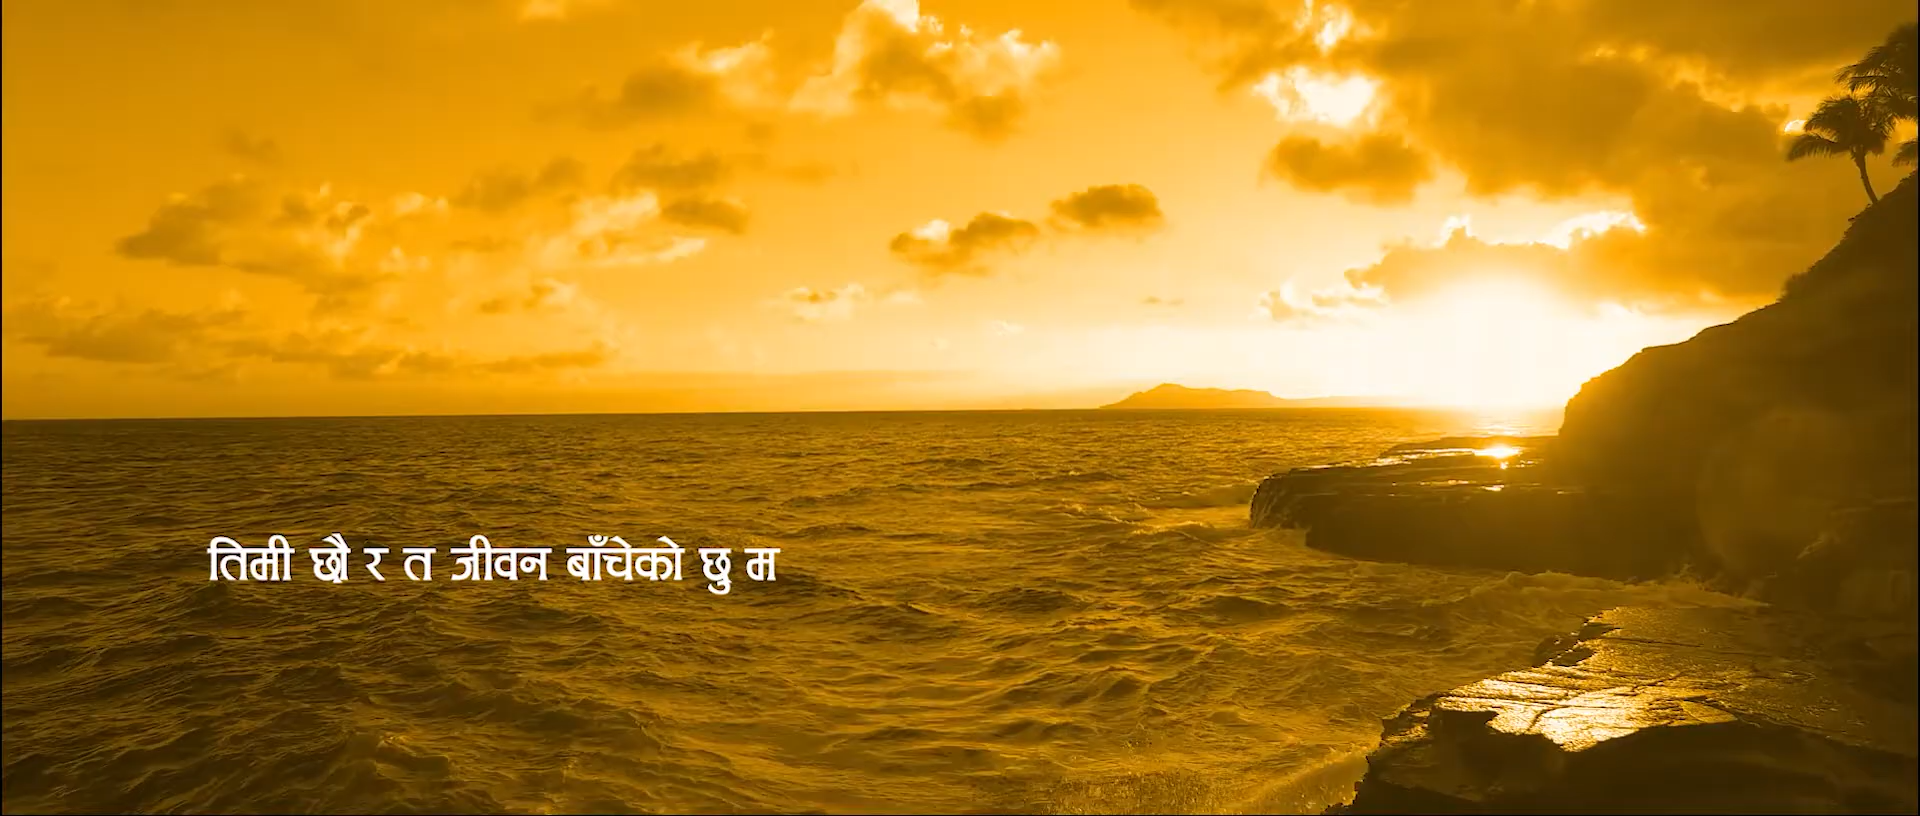 तिमी छौ र त जीवन बाँचेको छु म